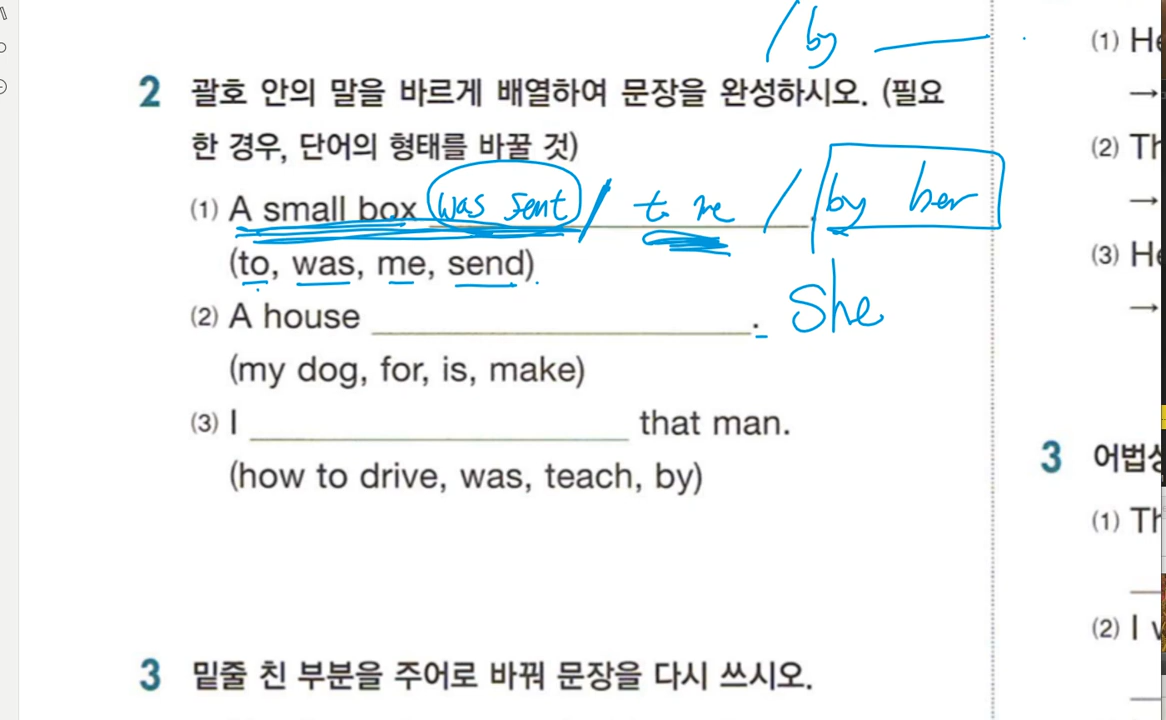 / by ___ .
2 괄호 안의 말을 바르게 배열하여 문장을 완성하시오. (필요
한 경우, 단어의 형태를 바꿀 것)
(1) A small box was sent / to me / by her .
(to, was, me, send)
(2) A house ___. She
(my dog, for, is, make)
(3) I ___ that man.
(how to drive, was, teach, by)
3 밑줄 친 부분을 주어로 바꿔 문장을 다시 쓰시오.
(1) He
→
(2) Th
→
(3) He
→
3 어법상
(1) Th
(2) I